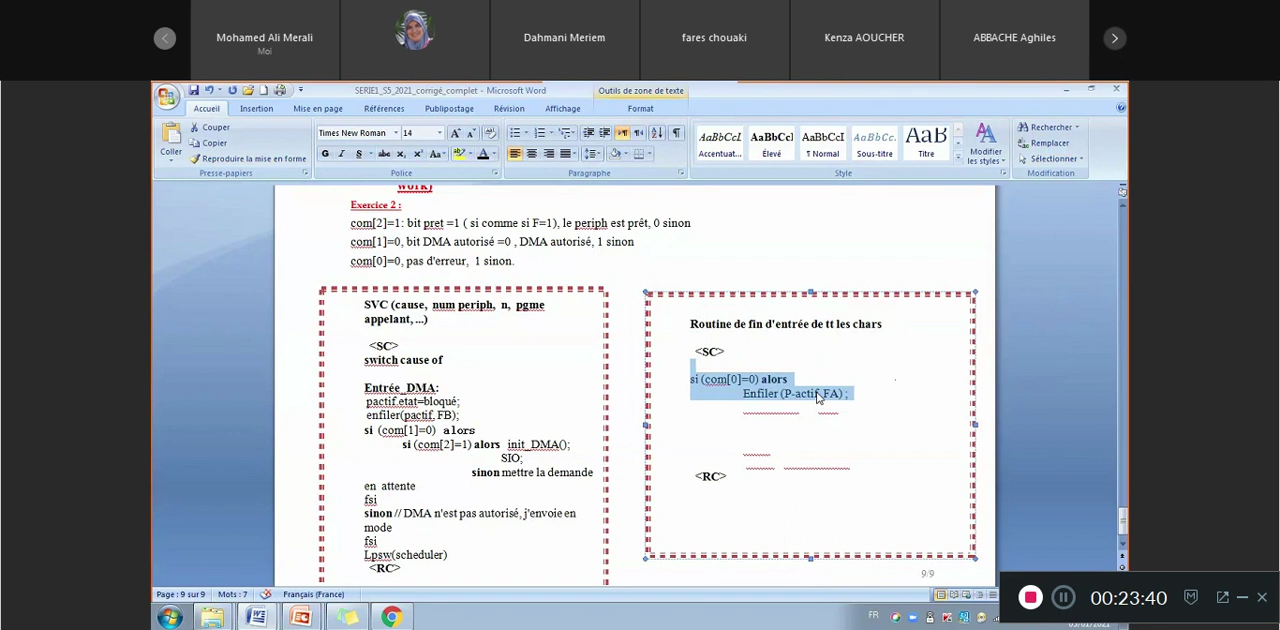 Mohamed Ali Merali
Moi
Dahmani Meriem
fares chouaki
Kenza AOUCHER
ABBACHE Aghiles
SERIE1_S5_2021_corrigé_complet - Microsoft Word
Outils de zone de texte
Accueil
Insertion
Mise en page
Références
Publipostage
Révision
Affichage
Format
Coller
Couper
Copier
Reproduire la mise en forme
Presse-papiers
Times New Roman
14
Police
Paragraphe
AaBbCcL
Accentuat...
AaBbCcl
Élevé
AaBbCcI
¶ Normal
AaBbCc.
Sous-titre
AaB
Titre
Modifier
les styles
Style
Rechercher
Remplacer
Sélectionner
Modification
work)
Exercice 2 :
com[2]=1: bit pret =1 ( si comme si F=1), le periph est prêt, 0 sinon
com[1]=0, bit DMA autorisé =0 , DMA autorisé, 1 sinon
com[0]=0, pas d'erreur, 1 sinon.
SVC (cause, num periph, n, pgme
appelant, ...)
<SC>
switch cause of
Entrée_DMA:
pactif.etat=bloqué;
enfiler(pactif, FB);
si (com[1]=0) alors
si (com[2]=1) alors init_DMA();
SIO;
sinon mettre la demande
en attente
fsi
sinon // DMA n'est pas autorisé, j'envoie en
mode
fsi
Lpsw(scheduler)
<RC>
Routine de fin d'entrée de tt les chars
<SC>
si (com[0]=0) alors
Enfiler (P-actif,FA) ;
<RC>
9/9
Page : 9 sur 9
Mots : 7
Français (France)
FR
00:23:40